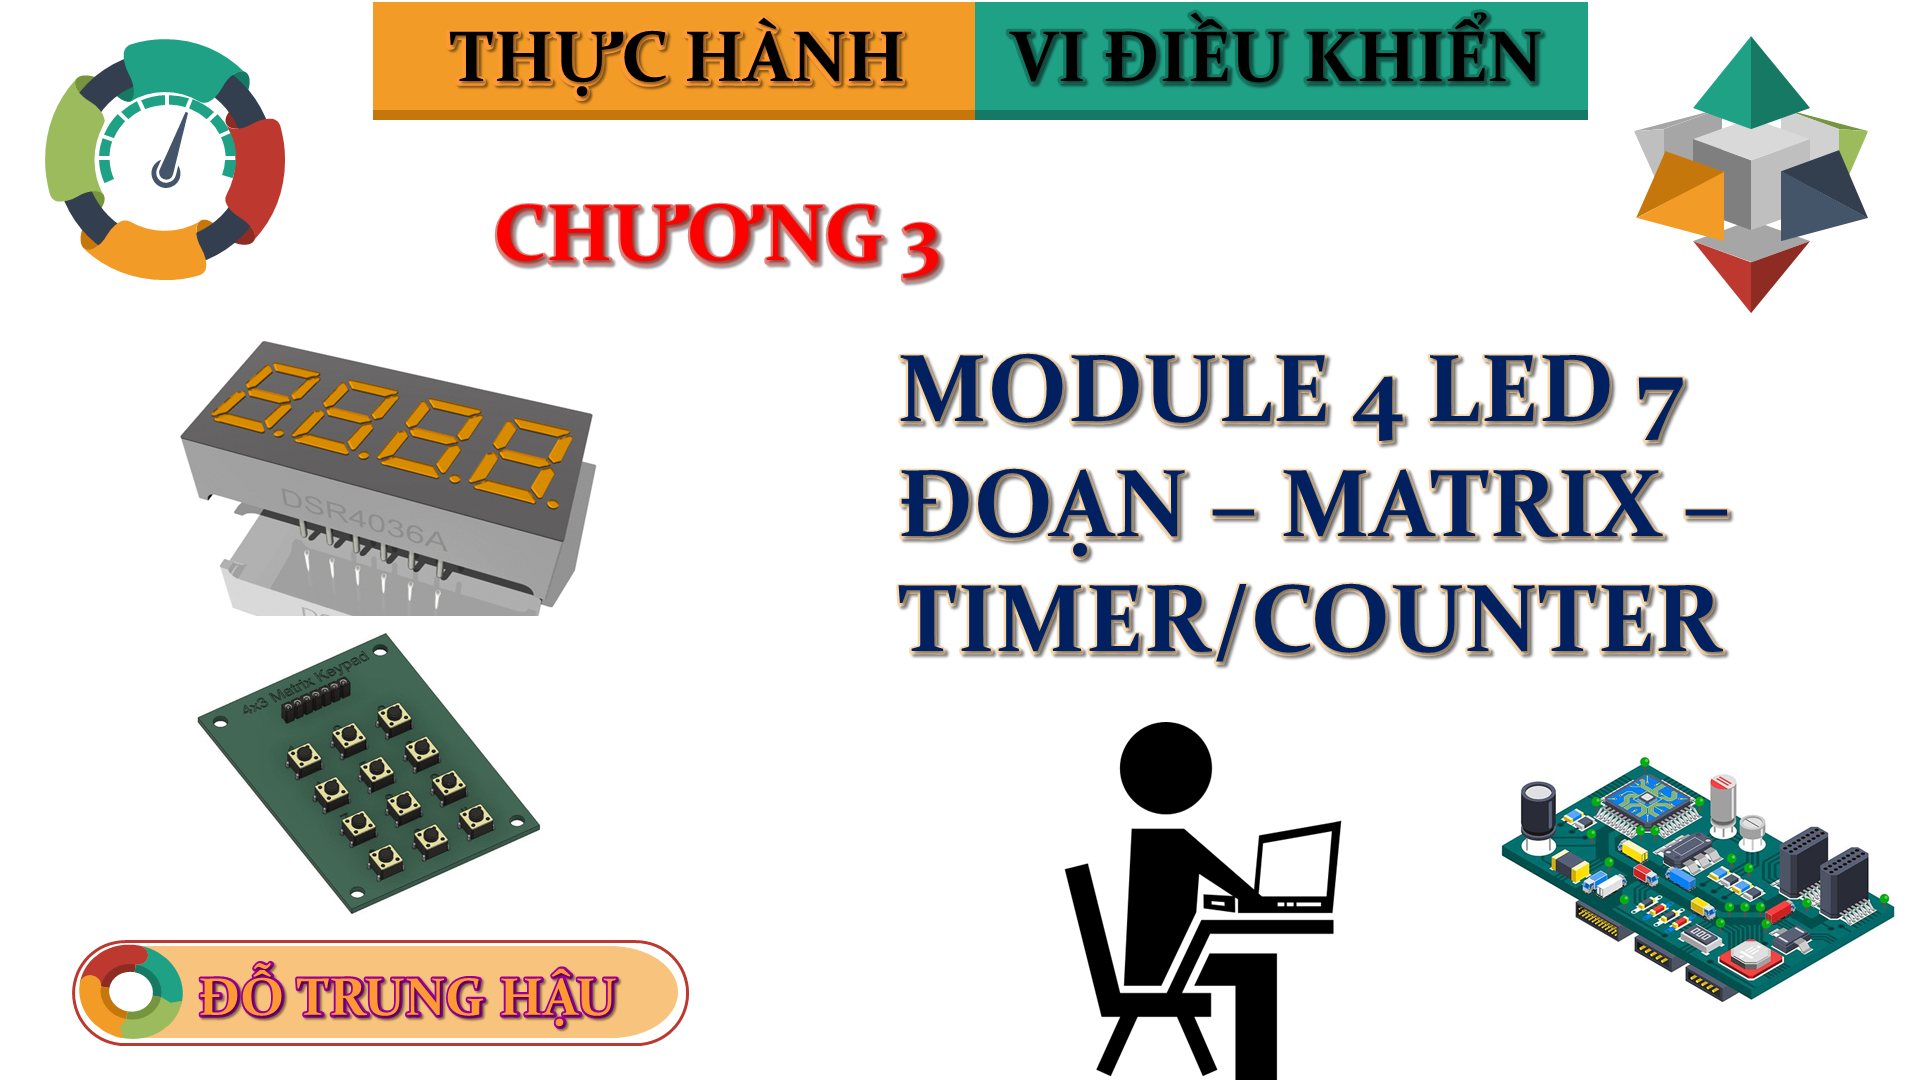 THỰC HÀNH VI ĐIỀU KHIỂN
CHƯƠNG 3
MODULE 4 LED 7
ĐOẠN – MATRIX –
TIMER/COUNTER
DSR4036A
4x3 Matrix Keypad
ĐỖ TRUNG HẬU